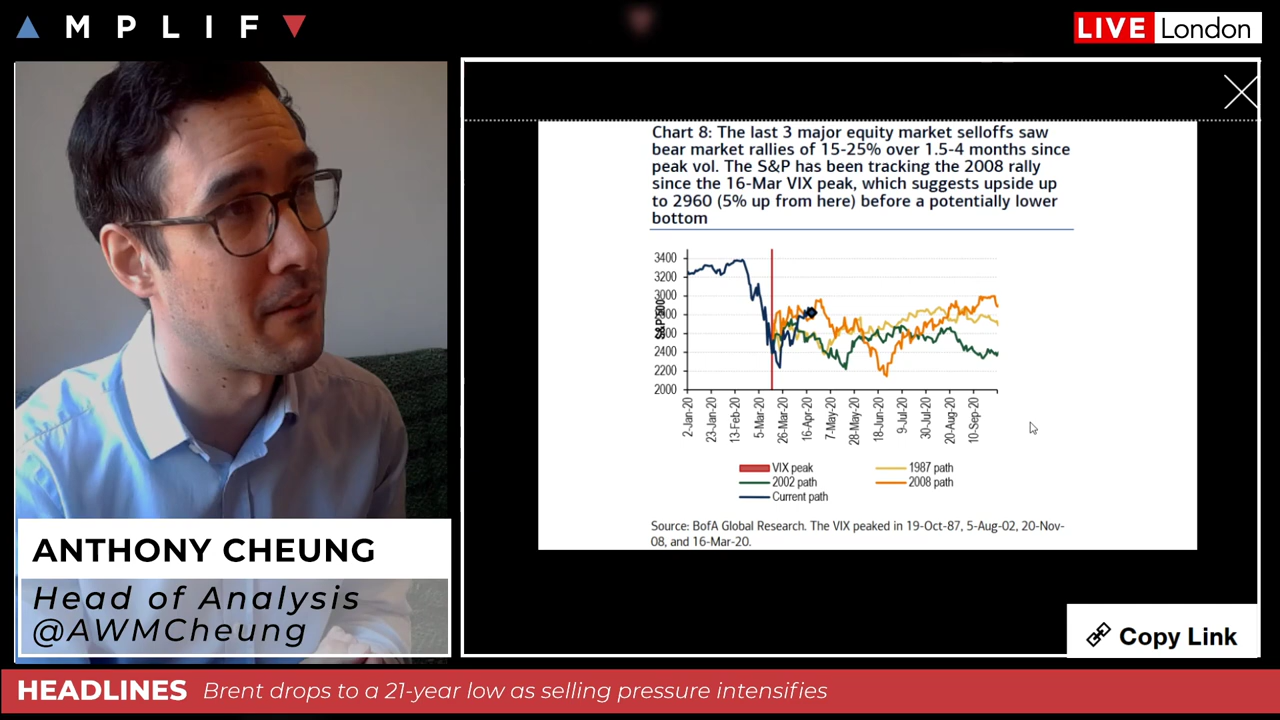 MPLIF
LIVE London
Chart 8: The last 3 major equity market selloffs saw
bear market rallies of 15-25% over 1.5-4 months since
peak vol. The S&P has been tracking the 2008 rally
since the 16-Mar VIX peak, which suggests upside up
to 2960 (5% up from here) before a potentially lower
bottom
3400
3200
3000
2800
2600
2400
2200
2000
S&P500
2-Jan-20
23-Jan-20
13-Feb-20
5-Mar-20
26-Mar-20
16-Apr-20
7-May-20
28-May-20
18-Jun-20
9-Jul-20
30-Jul-20
20-Aug-20
10-Sep-20
VIX peak
1987 path
2002 path
2008 path
Current path
Source: BofA Global Research. The VIX peaked in 19-Oct-87, 5-Aug-02, 20-Nov-
08, and 16-Mar-20.
ANTHONY CHEUNG
Head of Analysis
@AWMCheung
Copy Link
HEADLINES Brent drops to a 21-year low as selling pressure intensifies